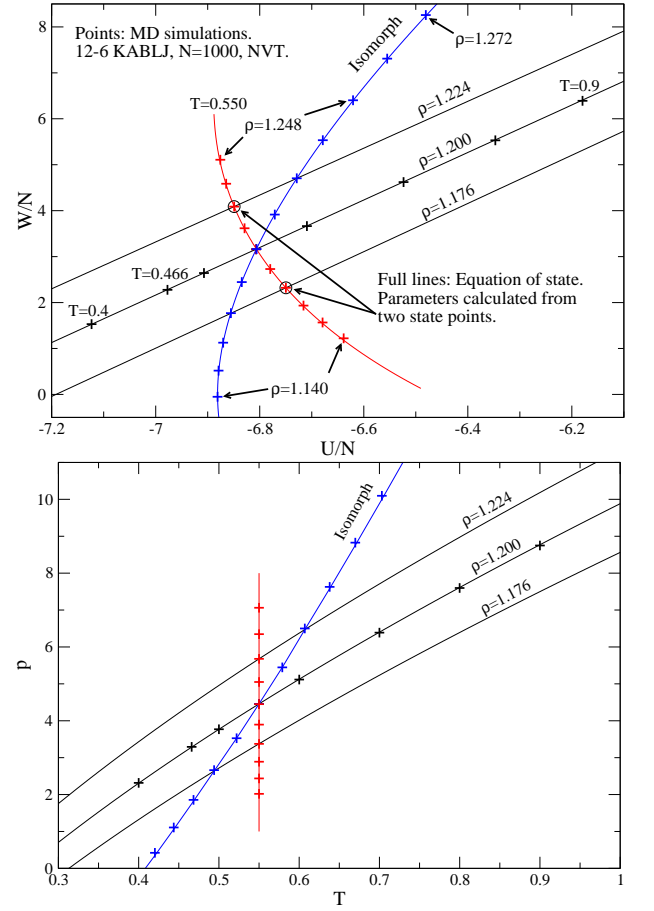 Points: MD simulations.
12-6 KABLJ, N=1000, NVT.
Isomorph
ρ=1.272
T=0.9
T=0.550
ρ=1.248
ρ=1.224
ρ=1.200
ρ=1.176
T=0.466
T=0.4
Full lines: Equation of state.
Parameters calculated from
two state points.
ρ=1.140
8
6
4
2
0
W/N
-7.2 -7 -6.8 -6.6 -6.4 -6.2
U/N
Isomorph
ρ=1.224
ρ=1.200
ρ=1.176
10
8
6
4
2
0
p
0.3 0.4 0.5 0.6 0.7 0.8 0.9 1
T